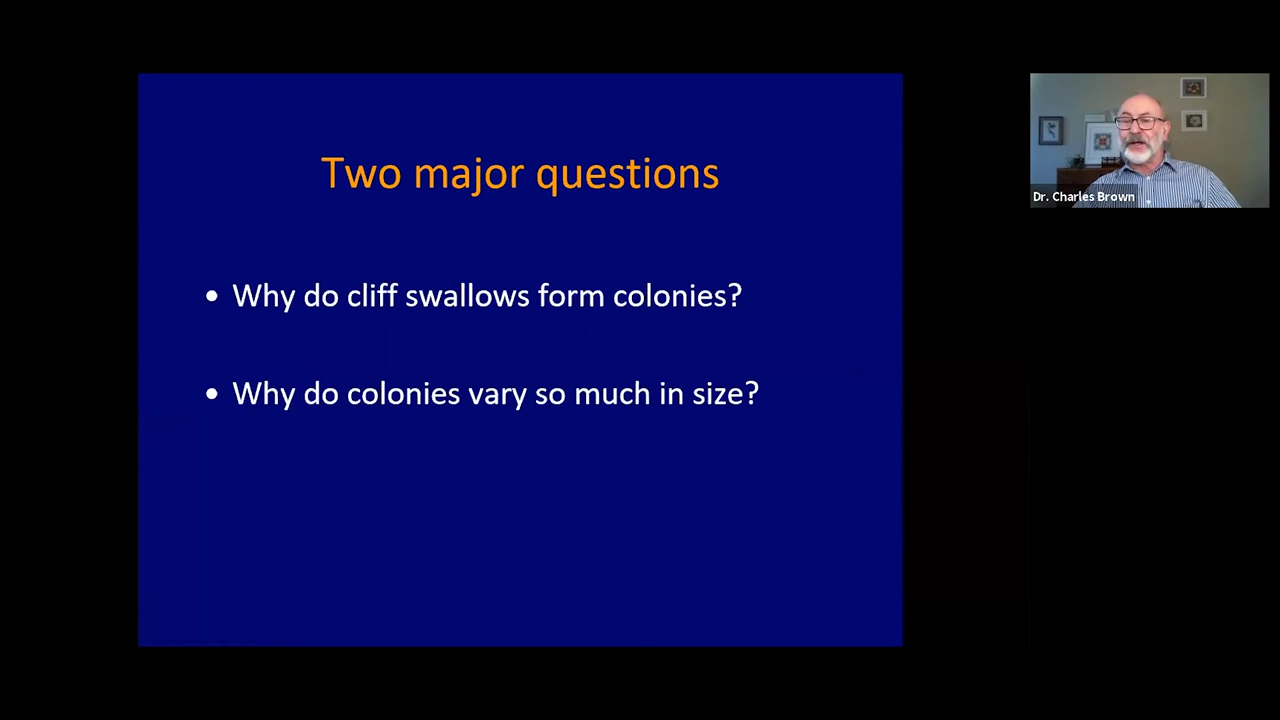 Two major questions
• Why do cliff swallows form colonies?
• Why do colonies vary so much in size?
Dr. Charles Brown